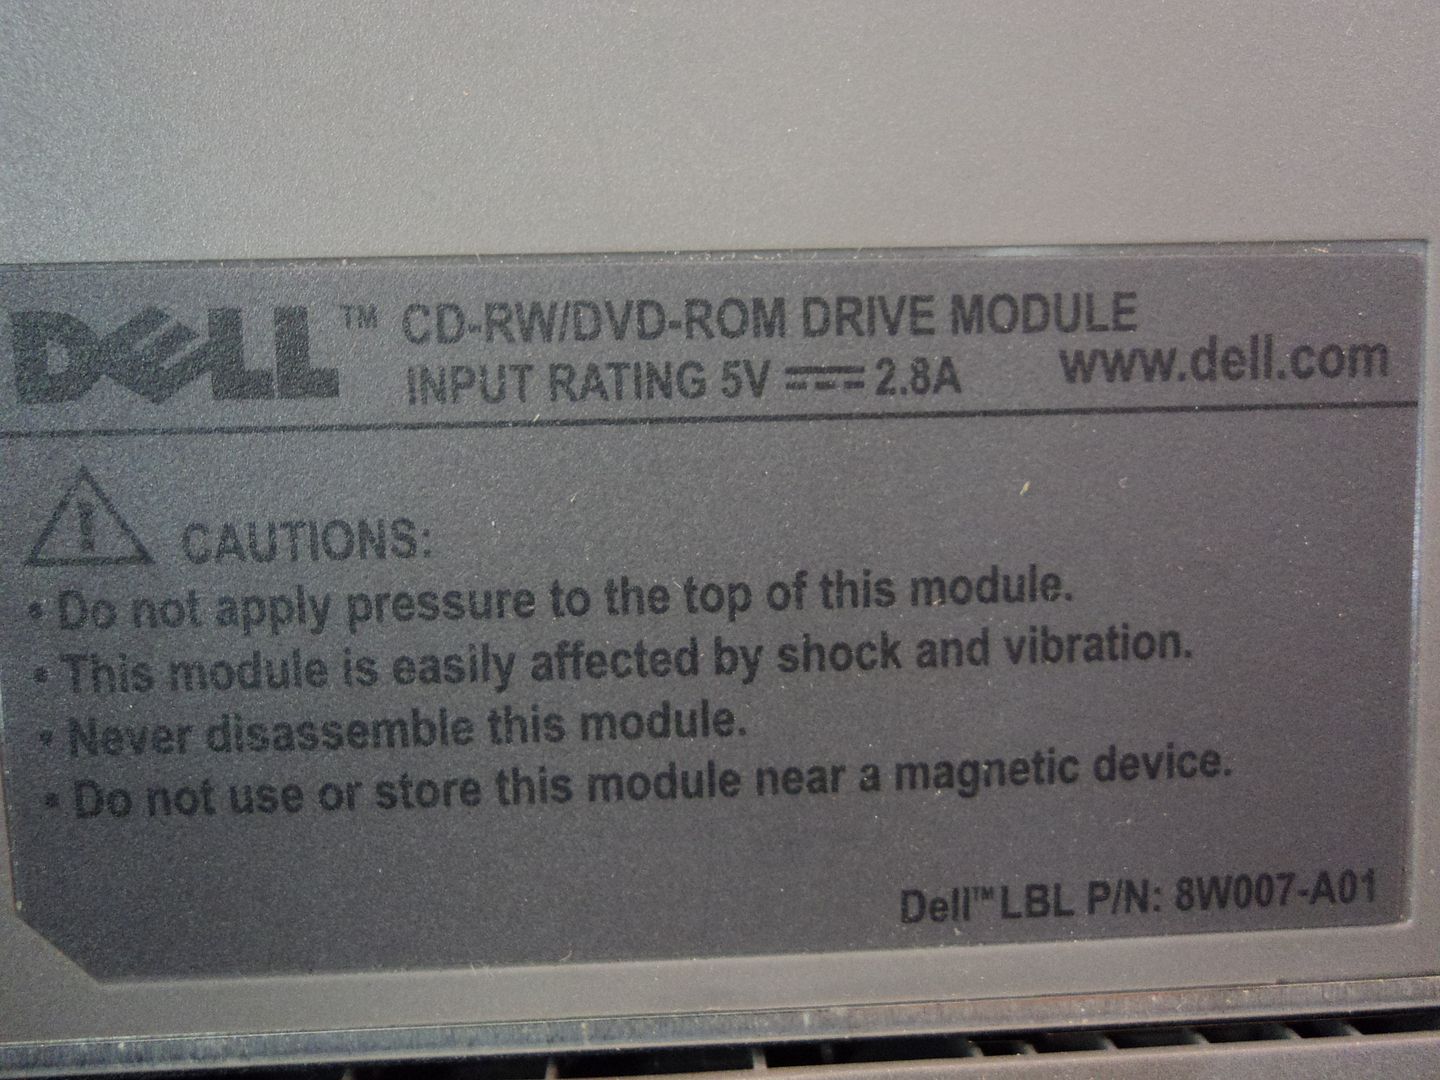 DELL™ CD-RW/DVD-ROM DRIVE MODULE
INPUT RATING 5V ⎓ 2.8A www.dell.com
! CAUTIONS:
• Do not apply pressure to the top of this module.
• This module is easily affected by shock and vibration.
• Never disassemble this module.
• Do not use or store this module near a magnetic device.
Dell™ LBL P/N: 8W007-A01